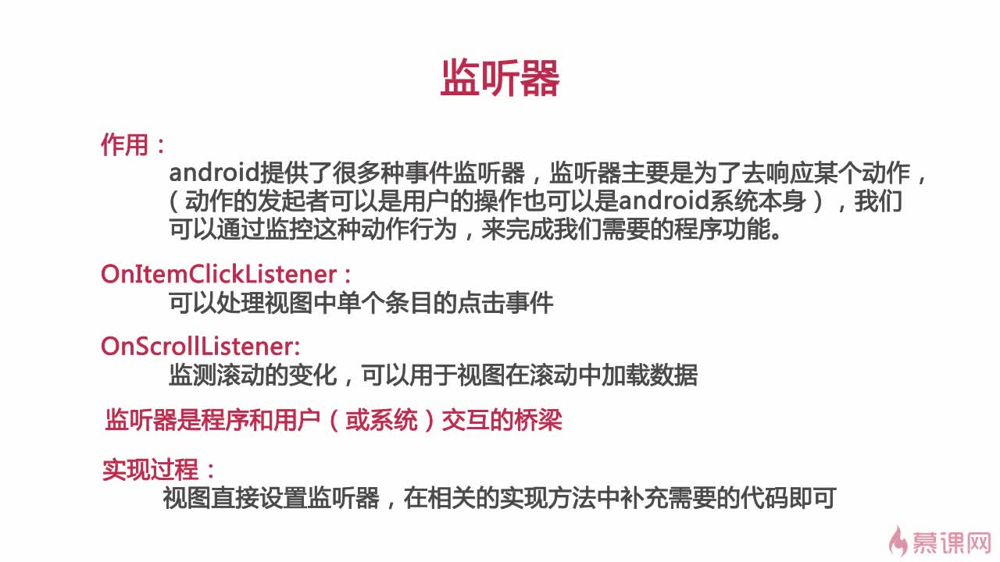 监听器
作用：
android提供了很多种事件监听器，监听器主要是为了去响应某个动作，
（动作的发起者可以是用户的操作也可以是android系统本身），我们
可以通过监控这种动作行为，来完成我们需要的程序功能。
OnItemClickListener：
可以处理视图中单个条目的点击事件
OnScrollListener:
监测滚动的变化，可以用于视图在滚动中加载数据
监听器是程序和用户（或系统）交互的桥梁
实现过程：
视图直接设置监听器，在相关的实现方法中补充需要的代码即可
慕课网